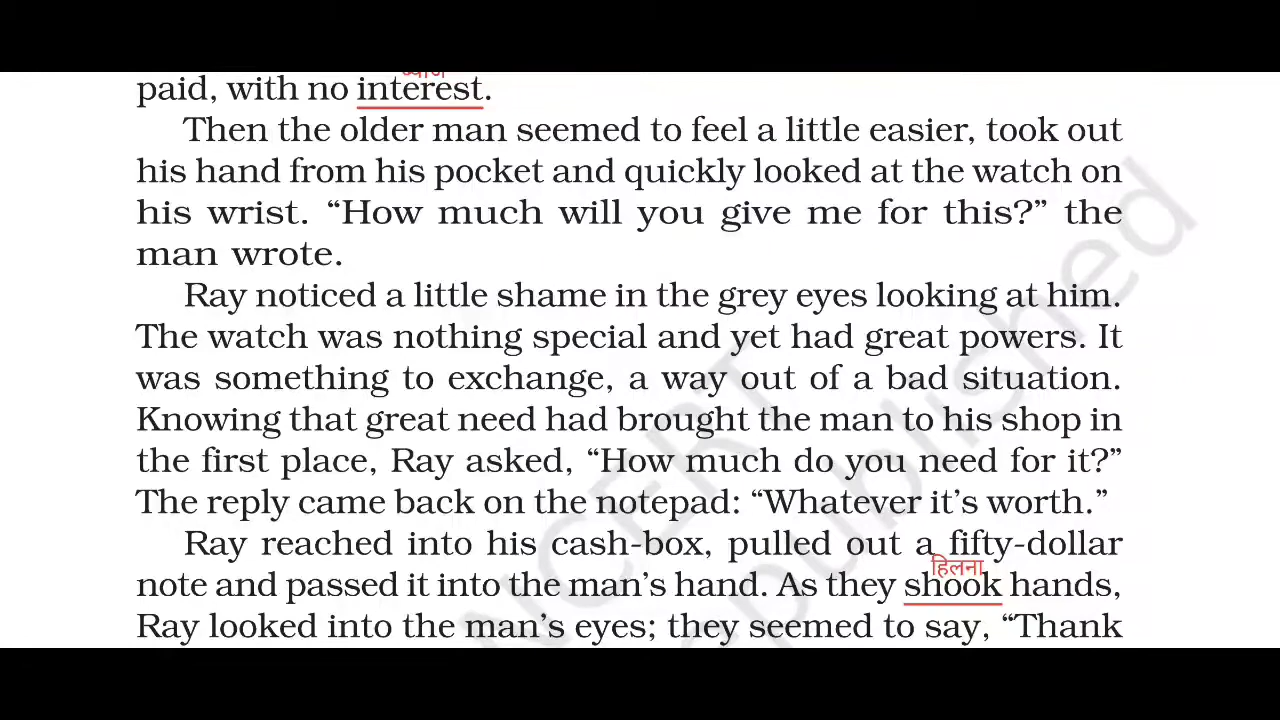 ब्याज
paid, with no interest.
Then the older man seemed to feel a little easier, took out
his hand from his pocket and quickly looked at the watch on
his wrist. “How much will you give me for this?” the
man wrote.
Ray noticed a little shame in the grey eyes looking at him.
The watch was nothing special and yet had great powers. It
was something to exchange, a way out of a bad situation.
Knowing that great need had brought the man to his shop in
the first place, Ray asked, “How much do you need for it?”
The reply came back on the notepad: “Whatever it’s worth.”
Ray reached into his cash-box, pulled out a fifty-dollar
हिलना
note and passed it into the man’s hand. As they shook hands,
Ray looked into the man’s eyes; they seemed to say, “Thank
NCERT
republished